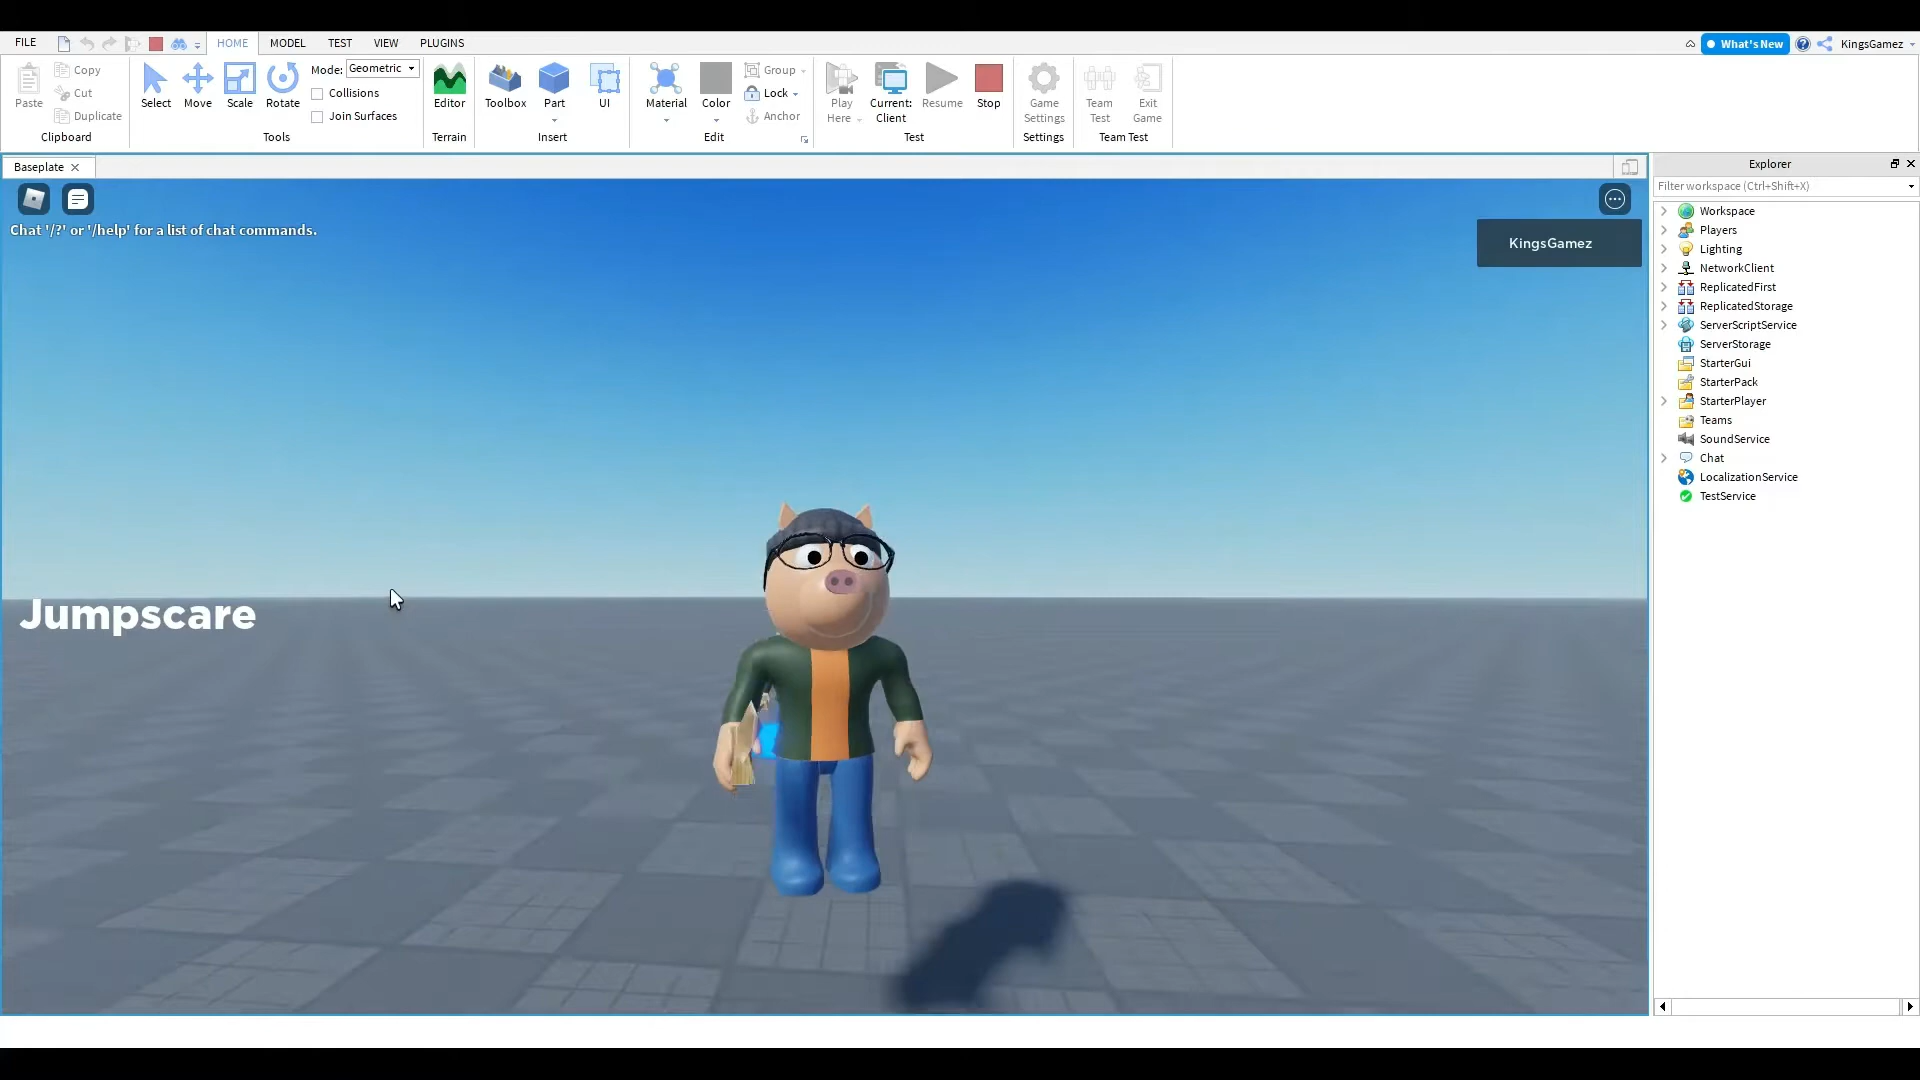 FILE HOME MODEL TEST VIEW PLUGINS What's New KingsGamez
Paste Copy Cut Duplicate
Clipboard
Select Move Scale Rotate
Mode: Geometric
Collisions
Join Surfaces
Tools
Editor
Terrain
Toolbox Part UI
Insert
Material Color Group Lock Anchor
Edit
Play Here Current: Client Resume Stop
Test
Game Settings
Settings
Team Test Exit Game
Team Test
Baseplate
Chat '/?' or '/help' for a list of chat commands.
KingsGamez
Jumpscare
Explorer
Filter workspace (Ctrl+Shift+X)
Workspace
Players
Lighting
NetworkClient
ReplicatedFirst
ReplicatedStorage
ServerScriptService
ServerStorage
StarterGui
StarterPack
StarterPlayer
Teams
SoundService
Chat
LocalizationService
TestService